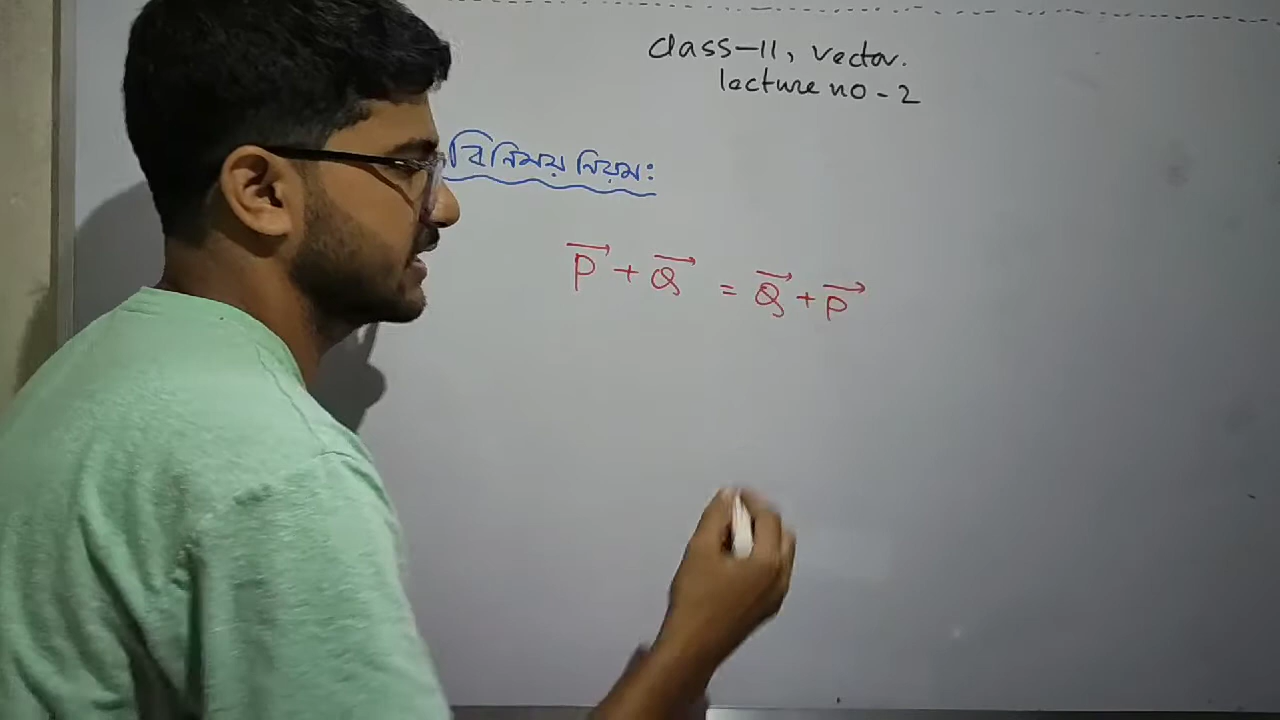 class-11, vector.
lecture no - 2
বিনিময় নিয়ম:
P⃗ + Q⃗ = Q⃗ + P⃗